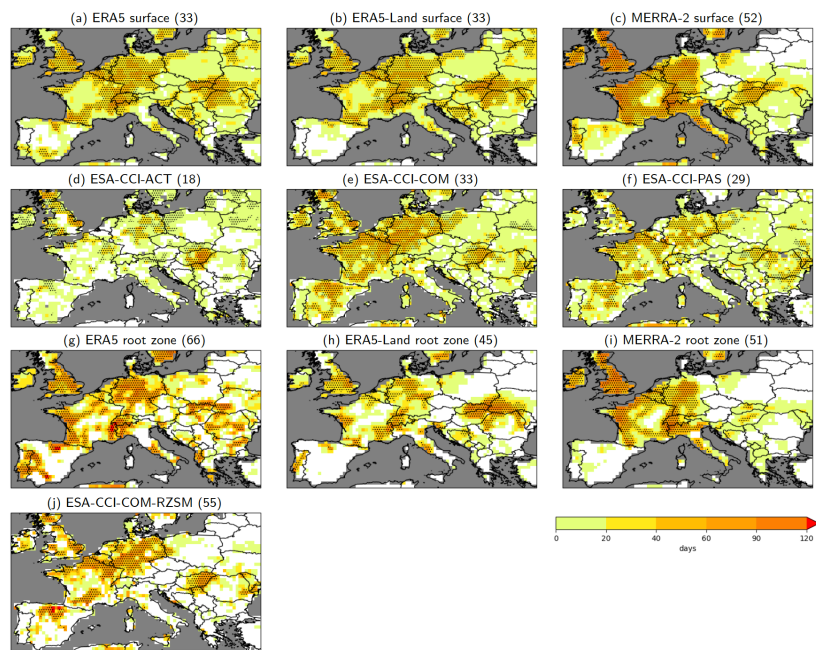 (a) ERA5 surface (33)
(b) ERA5-Land surface (33)
(c) MERRA-2 surface (52)
(d) ESA-CCI-ACT (18)
(e) ESA-CCI-COM (33)
(f) ESA-CCI-PAS (29)
(g) ERA5 root zone (66)
(h) ERA5-Land root zone (45)
(i) MERRA-2 root zone (51)
(j) ESA-CCI-COM-RZSM (55)
0 20 40 60 90 120
days